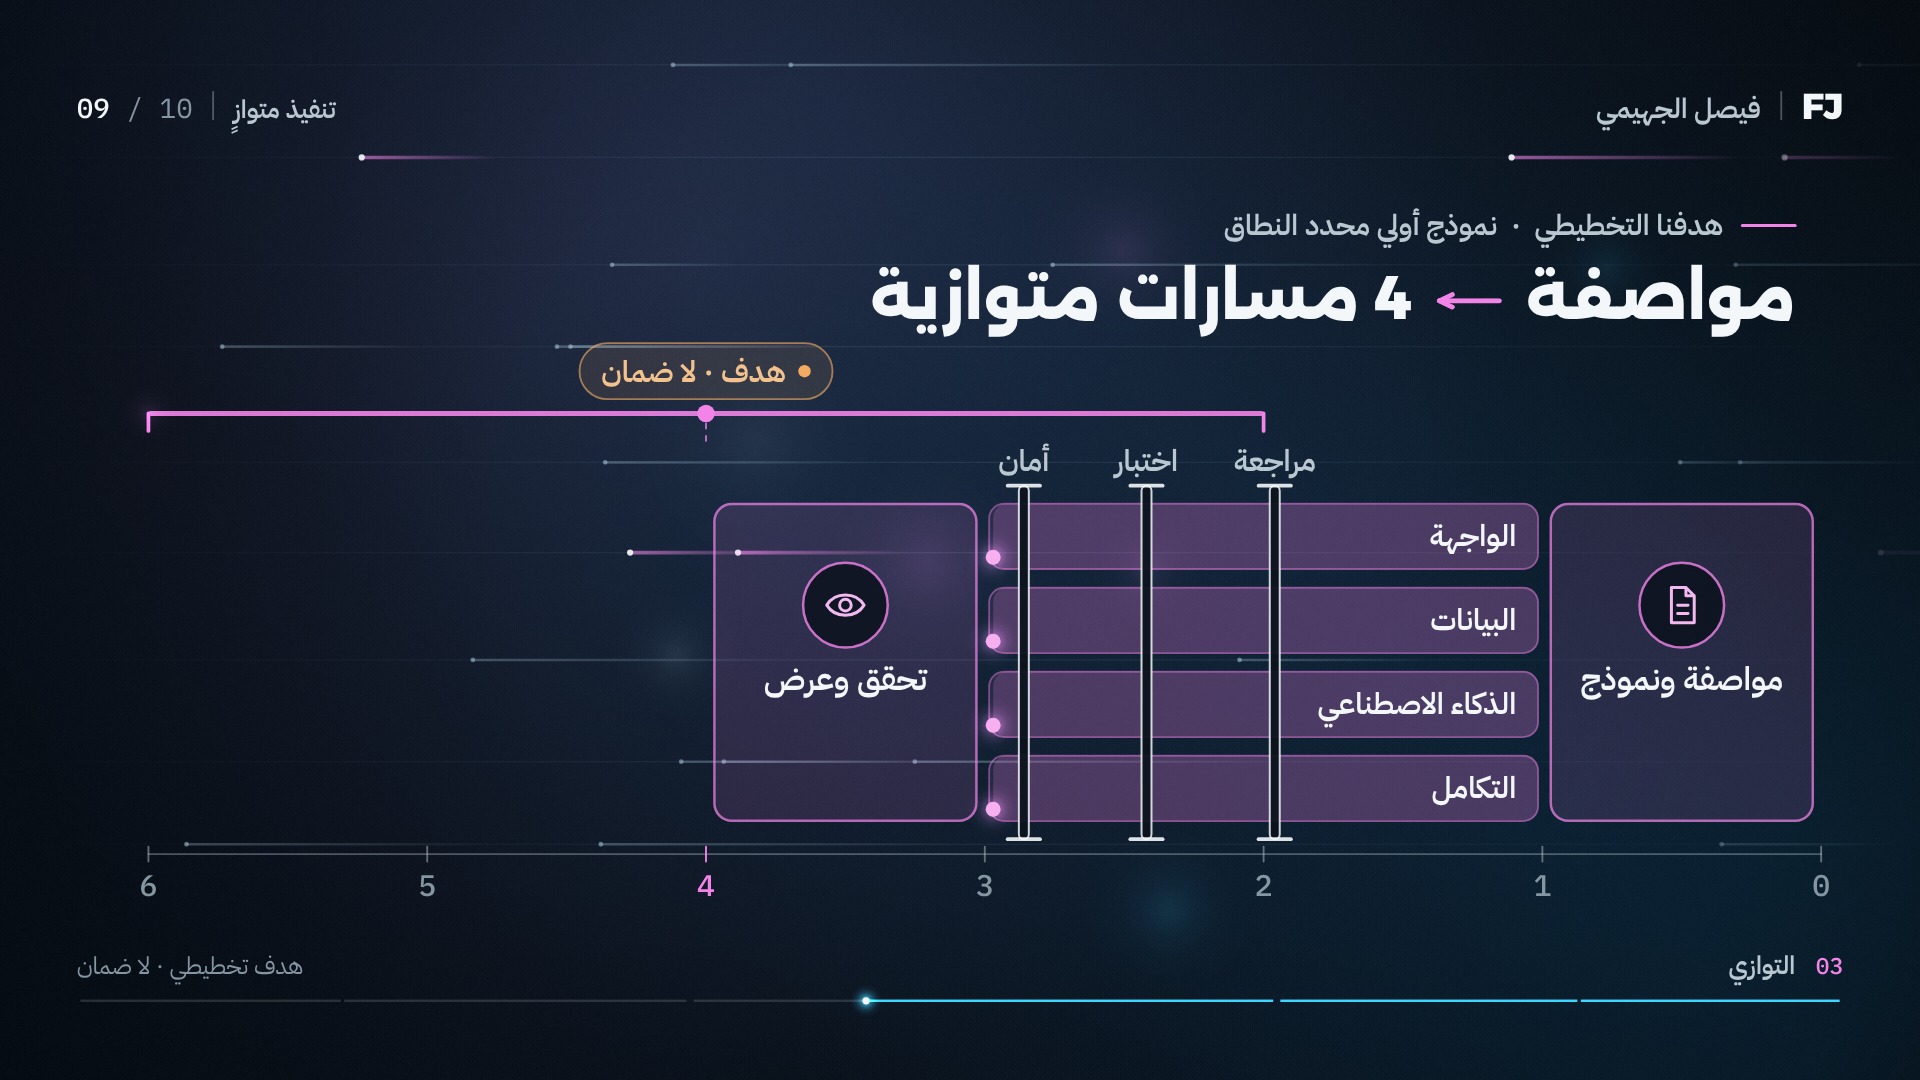 FJ | فيصل الجهيمي
تنفيذ متوازٍ | 09 / 10
هدفنا التخطيطي · نموذج أولي محدد النطاق
مواصفة ← 4 مسارات متوازية
هدف · لا ضمان
مراجعة
اختبار
أمان
مواصفة ونموذج
الواجهة
البيانات
الذكاء الاصطناعي
التكامل
تحقق وعرض
0 1 2 3 4 5 6
03 التوازي
هدف تخطيطي · لا ضمان